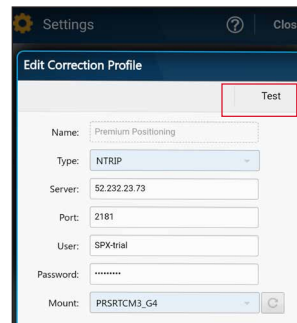 Settings
? Clos
Edit Correction Profile
Test
Name: Premium Positioning
Type: NTRIP
Server: 52.232.23.73
Port: 2181
User: SPX-trial
Password: •••••••••
Mount: PRSRTCM3_G4